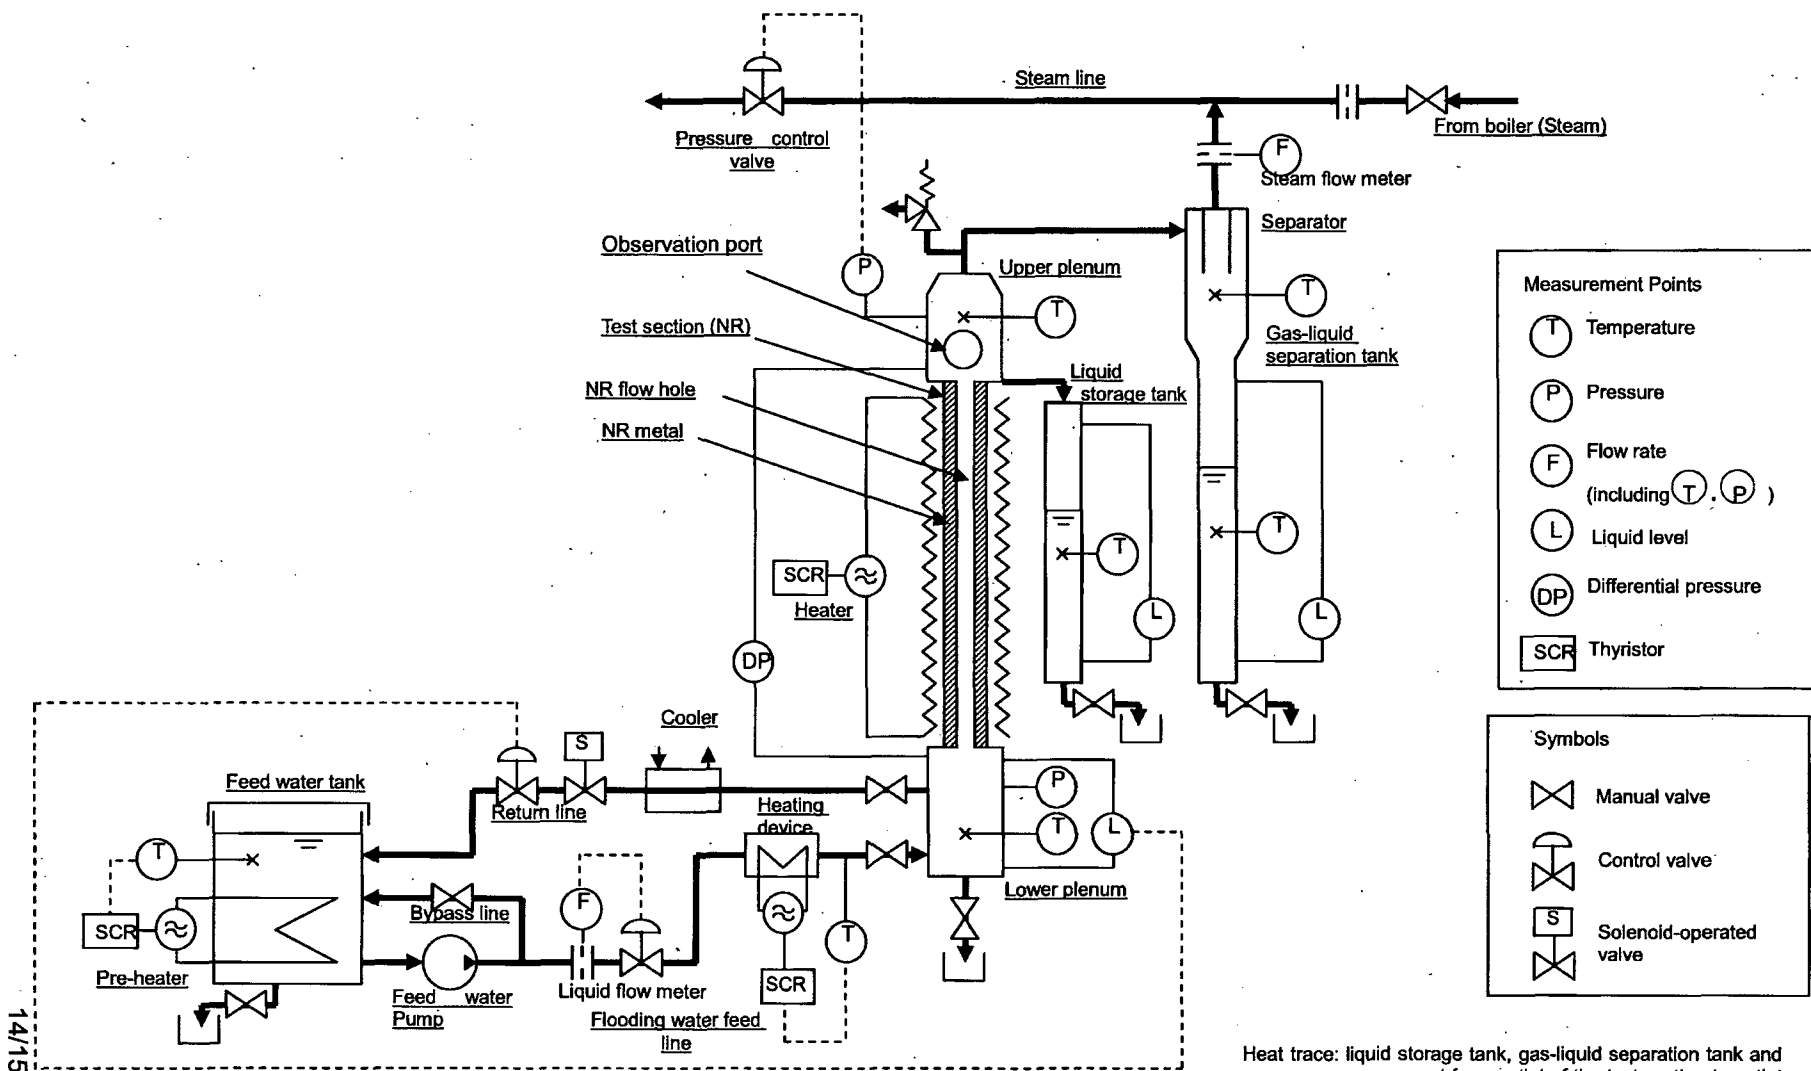 Steam line
From boiler (Steam)
Pressure control
valve
F
Steam flow meter
Separator
Observation port
P
Upper plenum
T
T
Test section (NR)
Gas-liquid
separation tank
Liquid
storage tank
NR flow hole
NR metal
T
T
SCR
Heater
L
L
DP
Measurement Points
T
Temperature
P
Pressure
F
Flow rate
(including T . P )
L
Liquid level
DP
Differential pressure
SCR
Thyristor
Cooler
S
Feed water tank
Return line
Heating
device
P
T
L
T
Lower plenum
F
Bypass line
SCR
Pre-heater
T
SCR
Feed water
Pump
Liquid flow meter
Flooding water feed
line
Symbols
Manual valve
Control valve
S
Solenoid-operated
valve
14/15
Heat trace: liquid storage tank, gas-liquid separation tank and